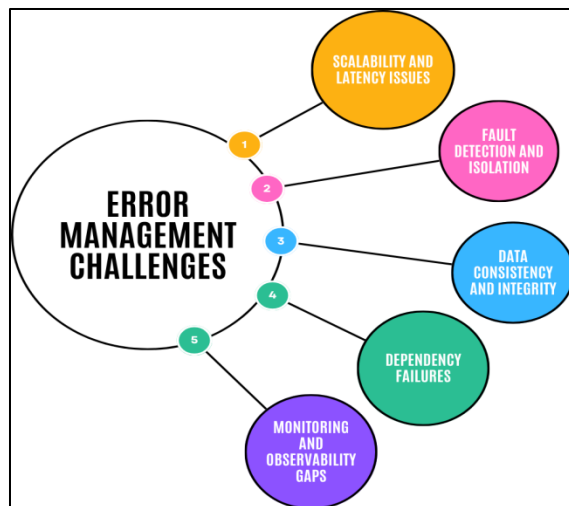 SCALABILITY AND
LATENCY ISSUES
1
FAULT
DETECTION AND
ISOLATION
2
ERROR
MANAGEMENT
CHALLENGES
3
DATA
CONSISTENCY
AND INTEGRITY
4
DEPENDENCY
FAILURES
5
MONITORING
AND
OBSERVABILITY
GAPS